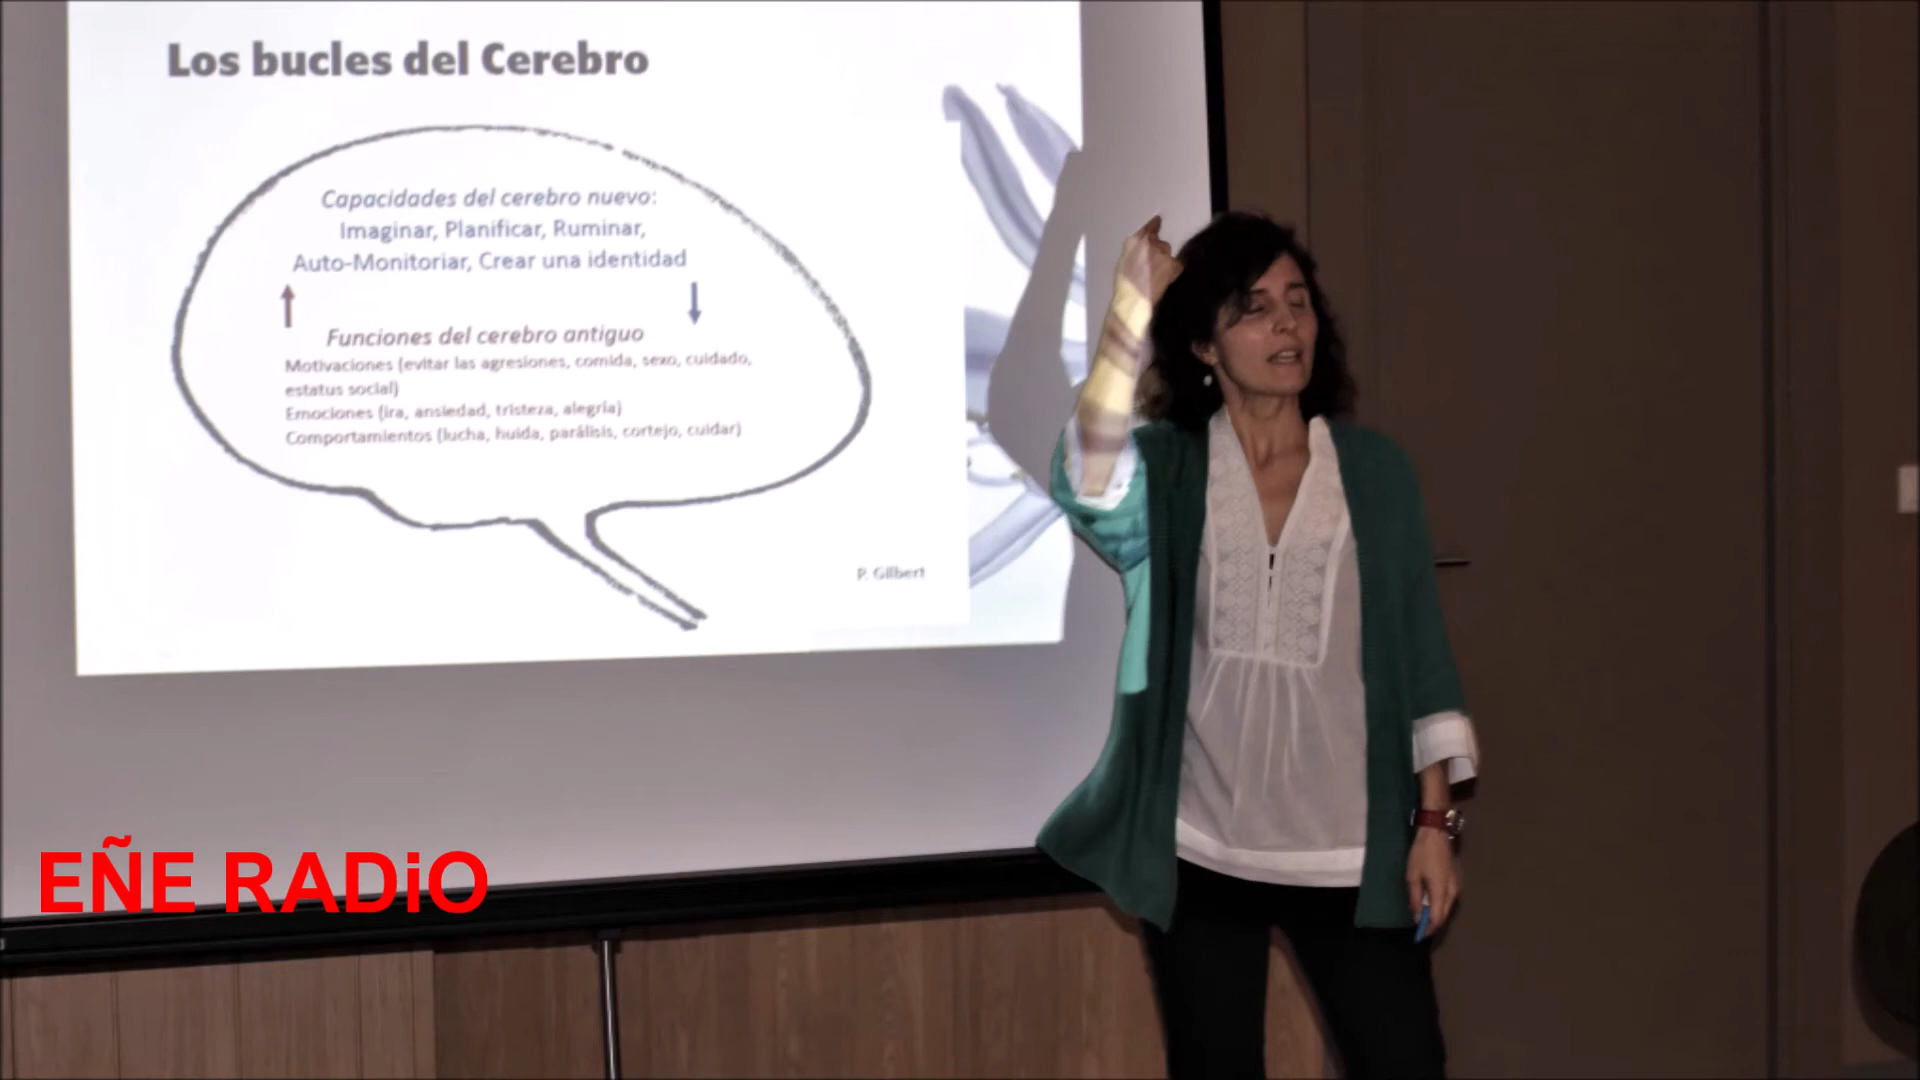 Los bucles del Cerebro
Capacidades del cerebro nuevo:
Imaginar, Planificar, Ruminar,
Auto-Monitoriar, Crear una identidad
Funciones del cerebro antiguo
Motivaciones (evitar las agresiones, comida, sexo, cuidado,
estatus social)
Emociones (ira, ansiedad, tristeza, alegría)
Comportamientos (lucha, huida, parálisis, cortejo, cuidar)
P. Gilbert
EÑE RADiO